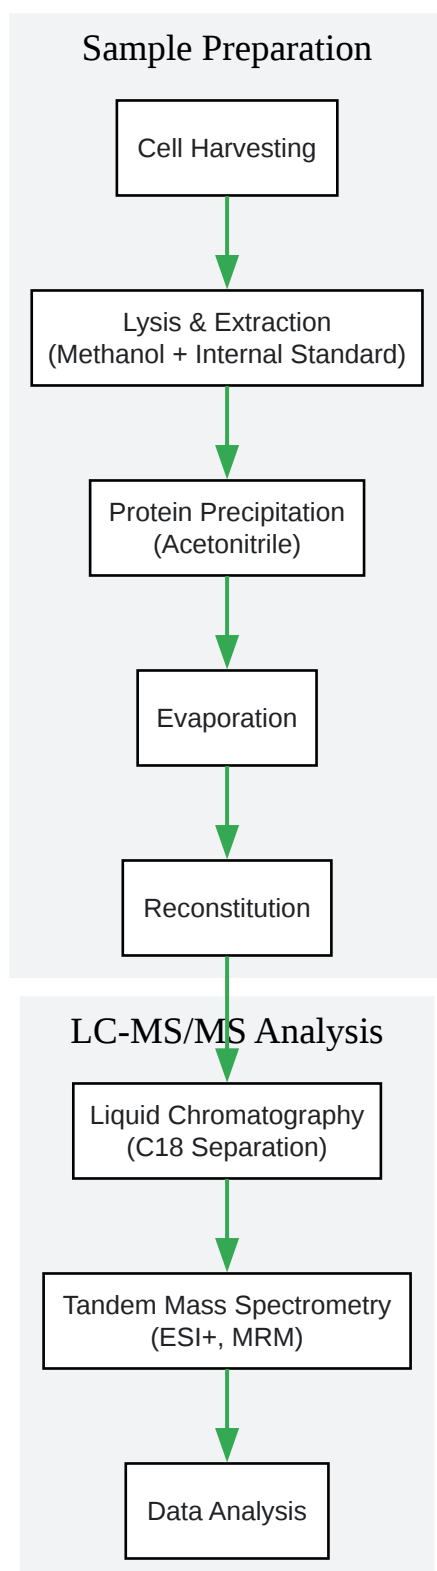 Sample Preparation
Cell Harvesting
Lysis & Extraction
(Methanol + Internal Standard)
Protein Precipitation
(Acetonitrile)
Evaporation
Reconstitution
LC-MS/MS Analysis
Liquid Chromatography
(C18 Separation)
Tandem Mass Spectrometry
(ESI+, MRM)
Data Analysis